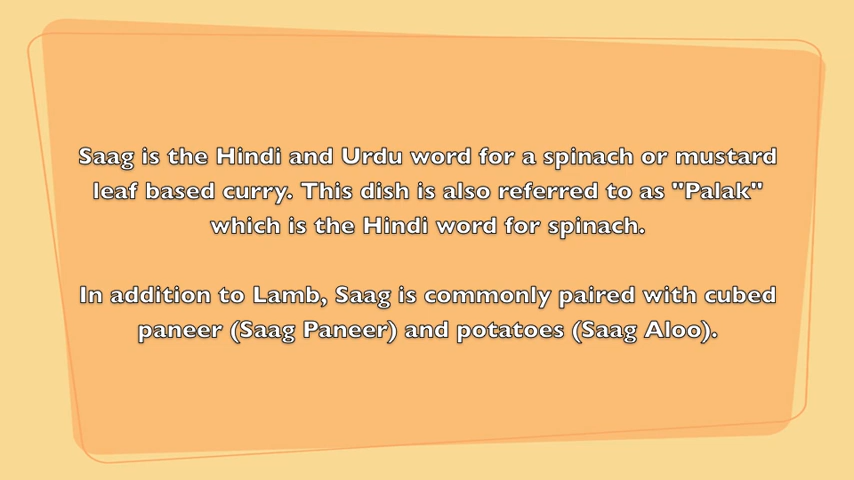 Saag is the Hindi and Urdu word for a spinach or mustard
leaf based curry. This dish is also referred to as "Palak"
which is the Hindi word for spinach.
In addition to Lamb, Saag is commonly paired with cubed
paneer (Saag Paneer) and potatoes (Saag Aloo).